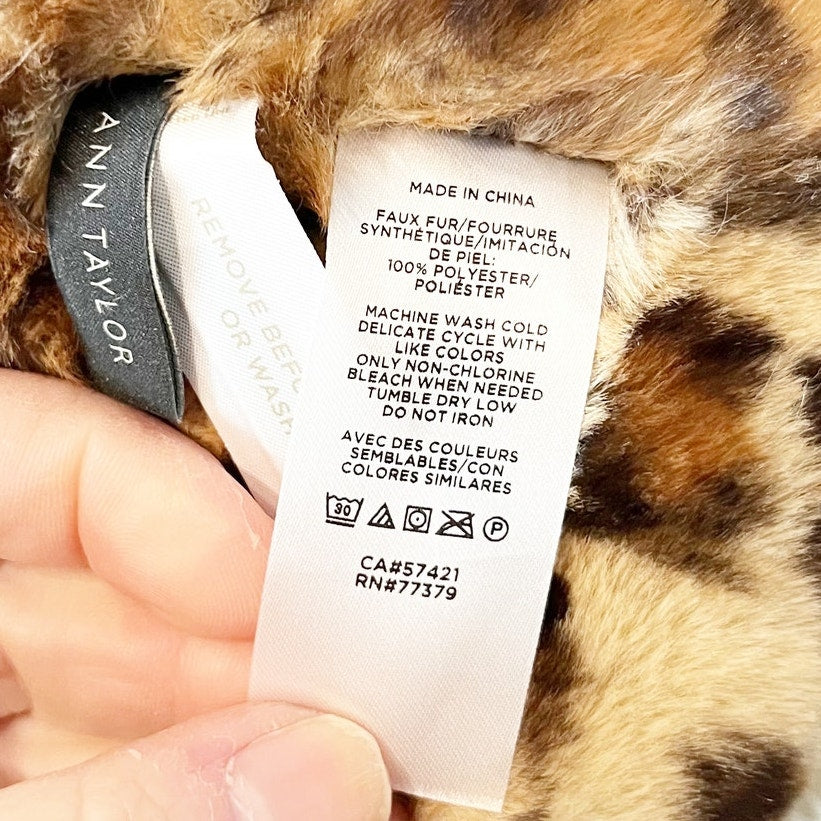 ANN TAYLOR
REMOVE
OR WASH
MADE IN CHINA
FAUX FUR/FOURRURE
SYNTHÉTIQUE/IMITACIÓN
DE PIEL:
100% POLYESTER/
POLIÉSTER
MACHINE WASH COLD
DELICATE CYCLE WITH
LIKE COLORS
ONLY NON-CHLORINE
BLEACH WHEN NEEDED
TUMBLE DRY LOW
DO NOT IRON
AVEC DES COULEURS
SEMBLABLES/CON
COLORES SIMILARES
30 P
CA#57421
RN#77379